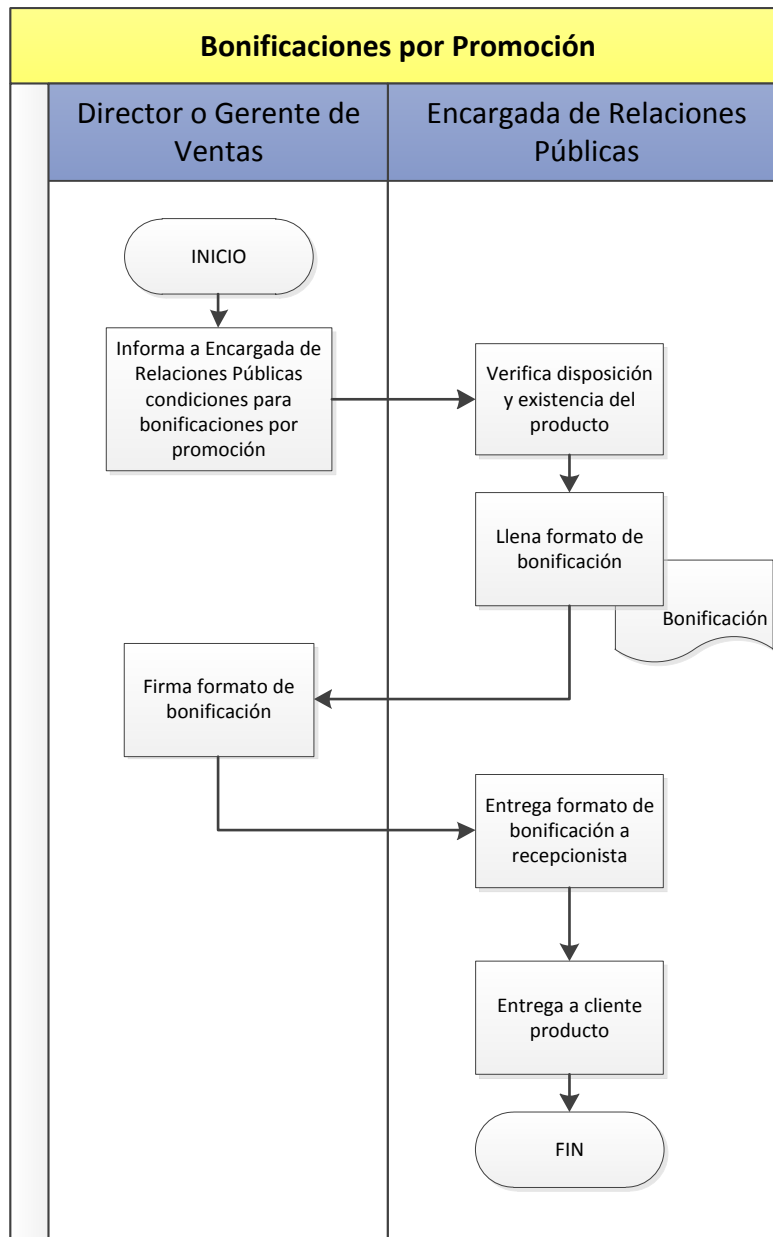 Bonificaciones por Promoción
Director o Gerente de
Ventas
Encargada de Relaciones
Públicas
INICIO
Informa a Encargada de
Relaciones Públicas
condiciones para
bonificaciones por
promoción
Verifica disposición
y existencia del
producto
Llena formato de
bonificación
Bonificación
Firma formato de
bonificación
Entrega formato de
bonificación a
recepcionista
Entrega a cliente
producto
FIN